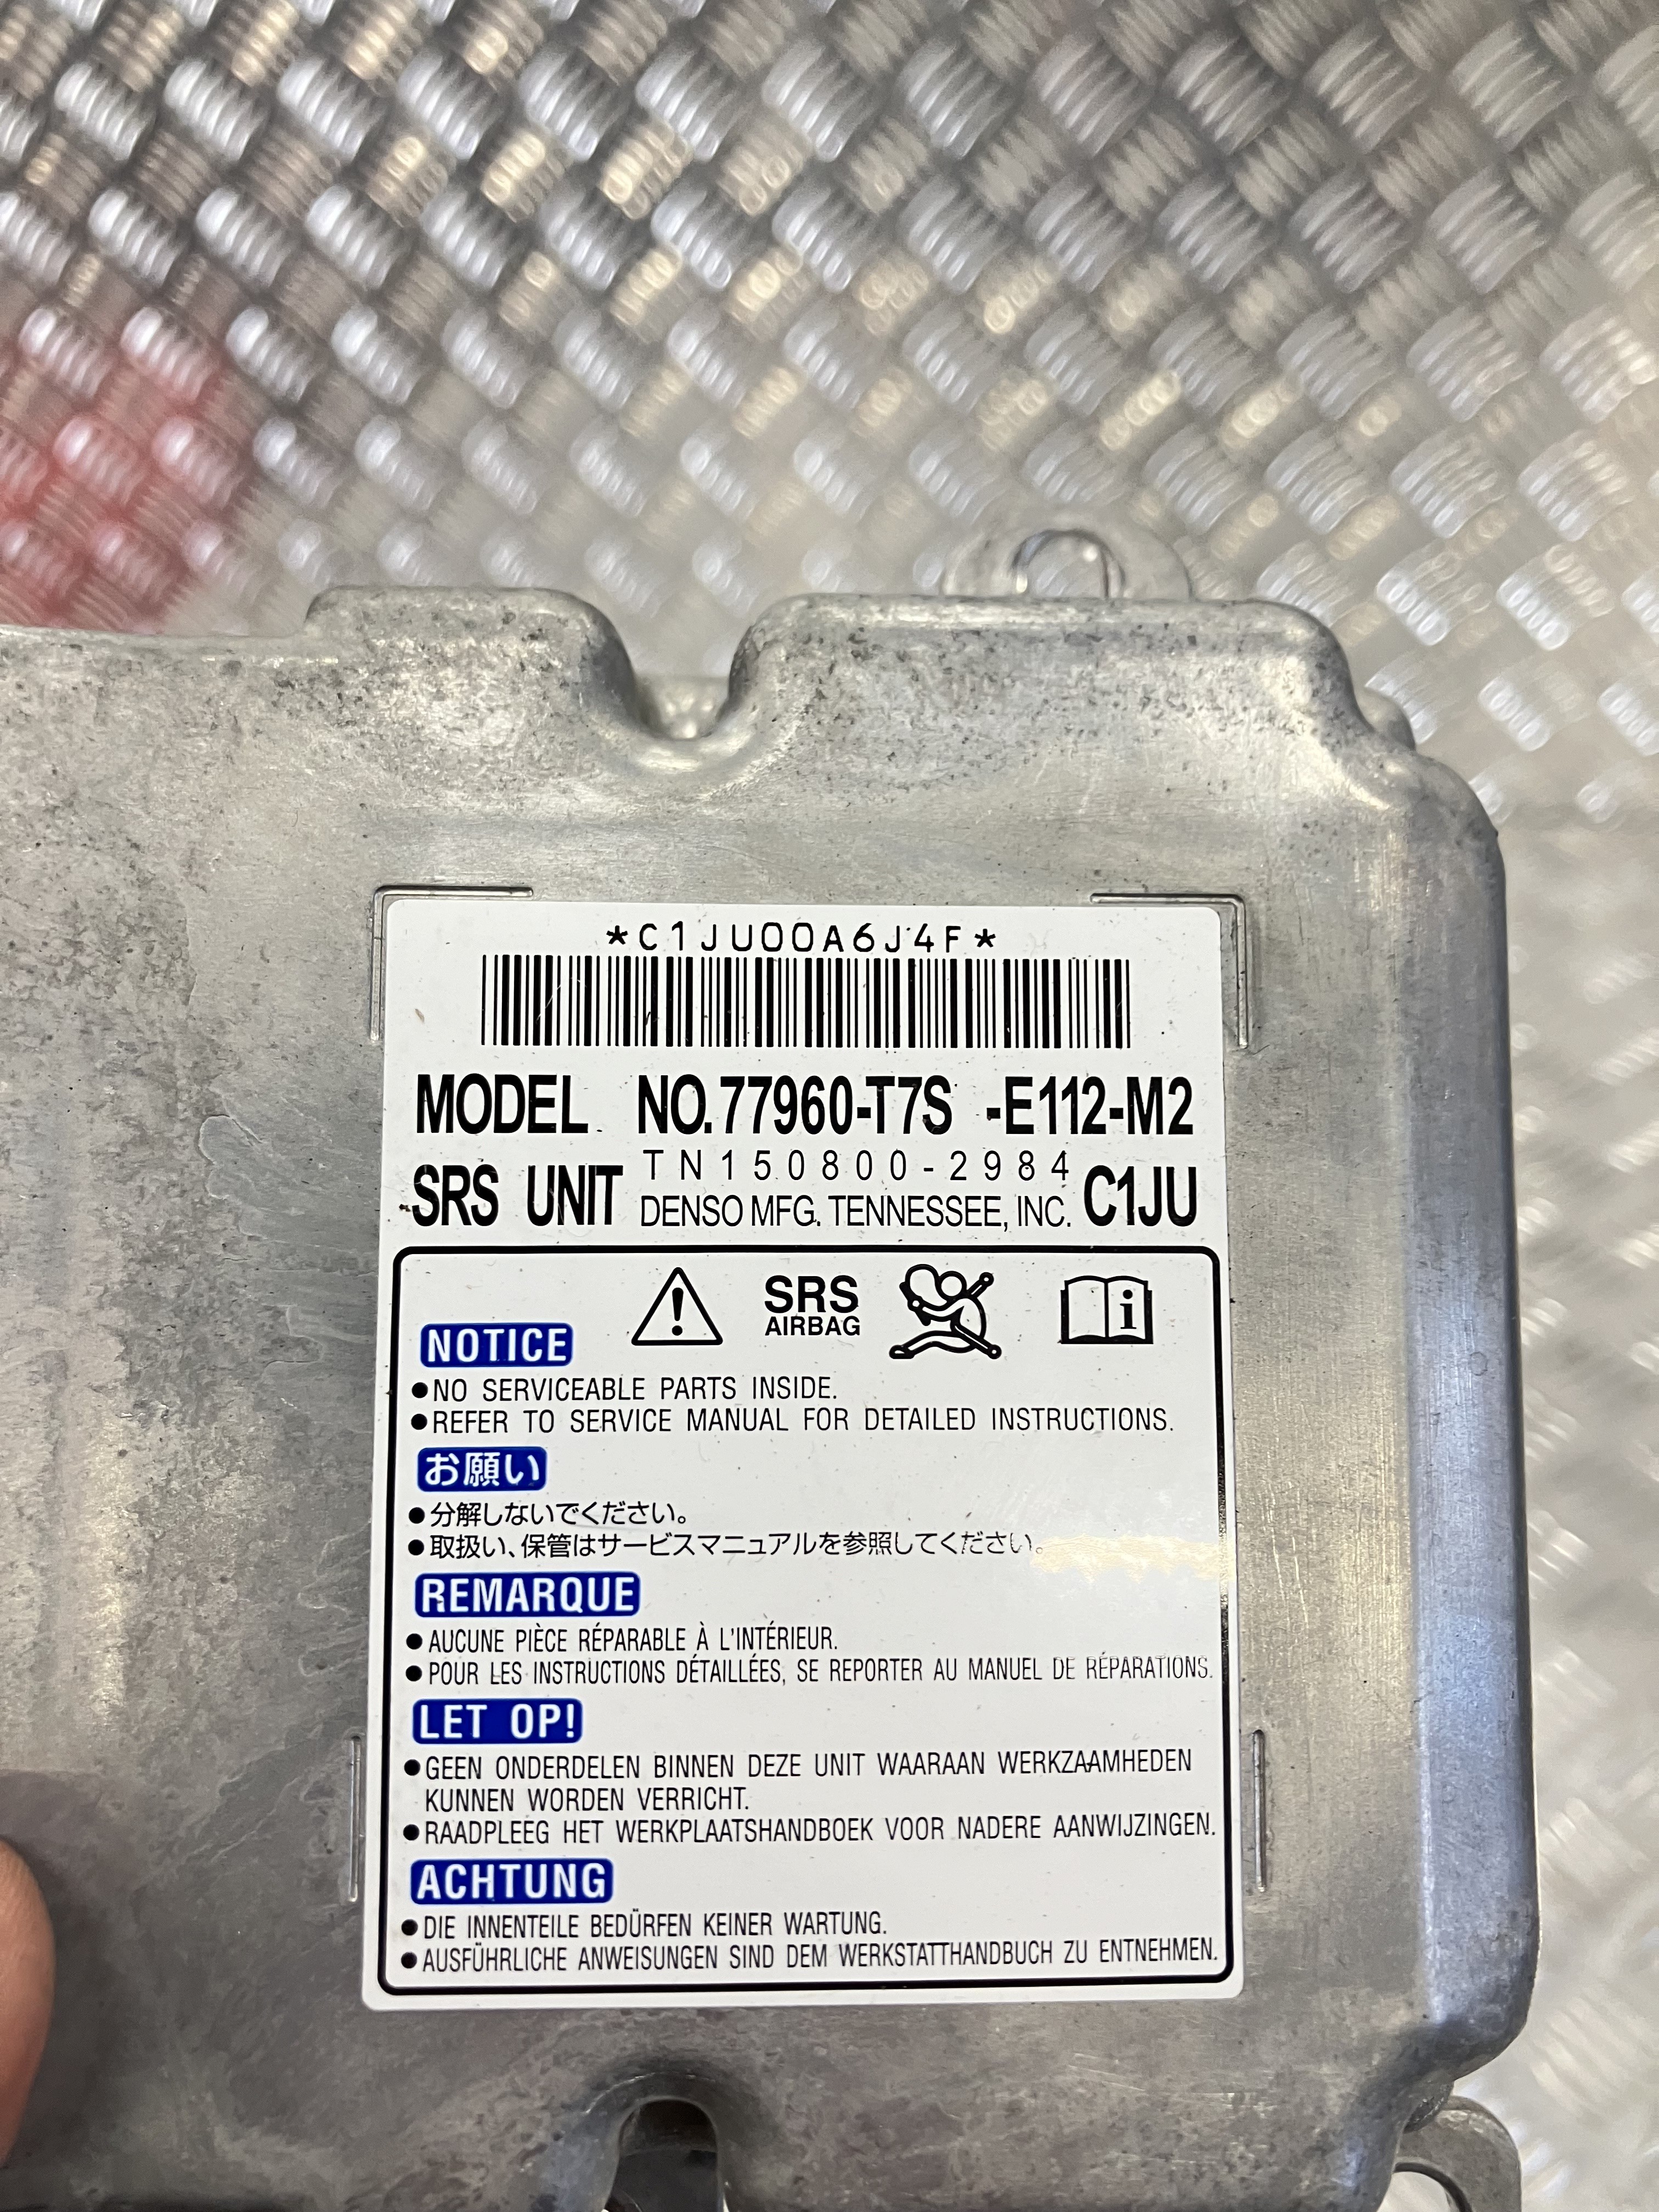 *C1JU00A6J4F*
MODEL NO.77960-T7S -E112-M2
SRS UNIT TN150800-2984 C1JU
DENSO MFG. TENNESSEE, INC.
SRS
AIRBAG
i
NOTICE
●NO SERVICEABLE PARTS INSIDE.
●REFER TO SERVICE MANUAL FOR DETAILED INSTRUCTIONS.
お願い
●分解しないでください。
●取扱い、保管はサービスマニュアルを参照してください。
REMARQUE
●AUCUNE PIÈCE RÉPARABLE À L'INTÉRIEUR.
●POUR LES INSTRUCTIONS DÉTAILLÉES, SE REPORTER AU MANUEL DE RÉPARATIONS.
LET OP!
●GEEN ONDERDELEN BINNEN DEZE UNIT WAARAAN WERKZAAMHEDEN
KUNNEN WORDEN VERRICHT.
●RAADPLEEG HET WERKPLAATSHANDBOEK VOOR NADERE AANWIJZINGEN.
ACHTUNG
●DIE INNENTEILE BEDÜRFEN KEINER WARTUNG.
●AUSFÜHRLICHE ANWEISUNGEN SIND DEM WERKSTATTHANDBUCH ZU ENTNEHMEN.